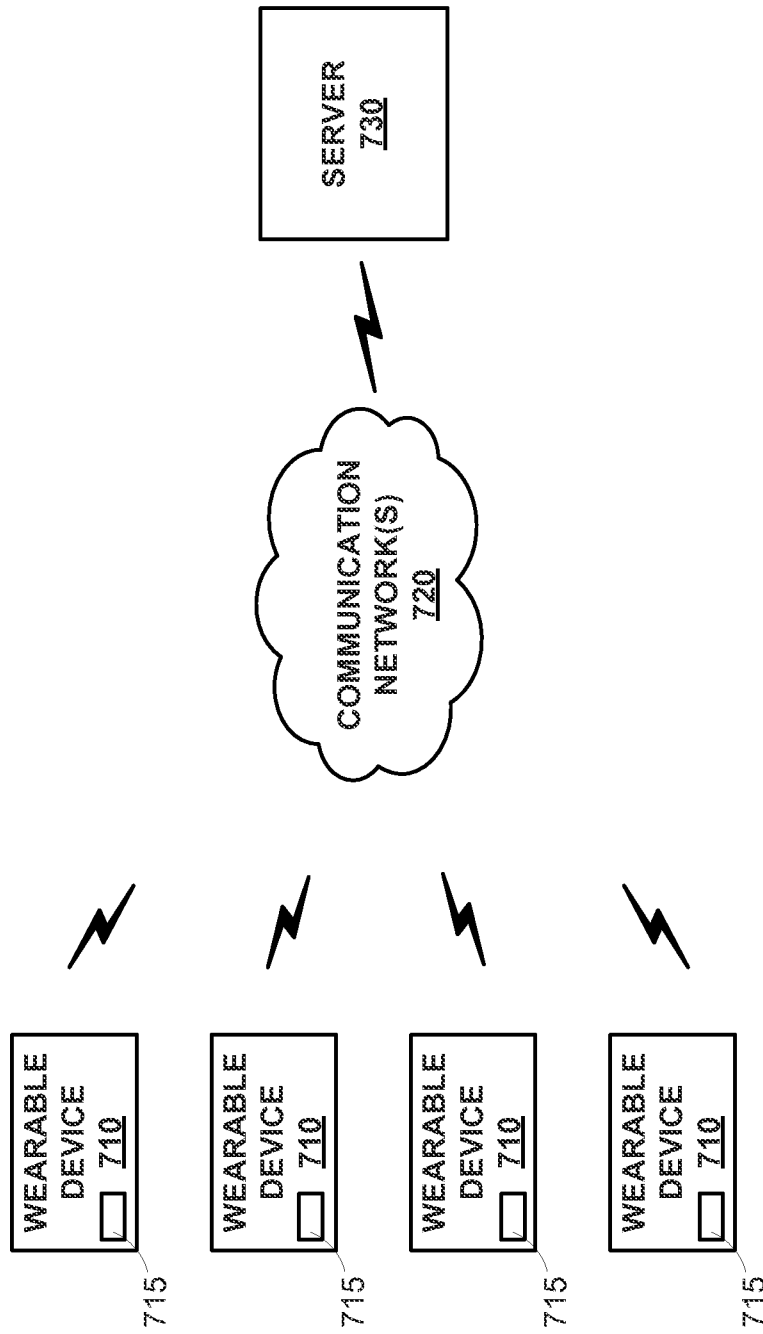 WEARABLE
DEVICE
710
715
WEARABLE
DEVICE
710
715
WEARABLE
DEVICE
710
715
WEARABLE
DEVICE
710
715
COMMUNICATION
NETWORK(S)
720
SERVER
730